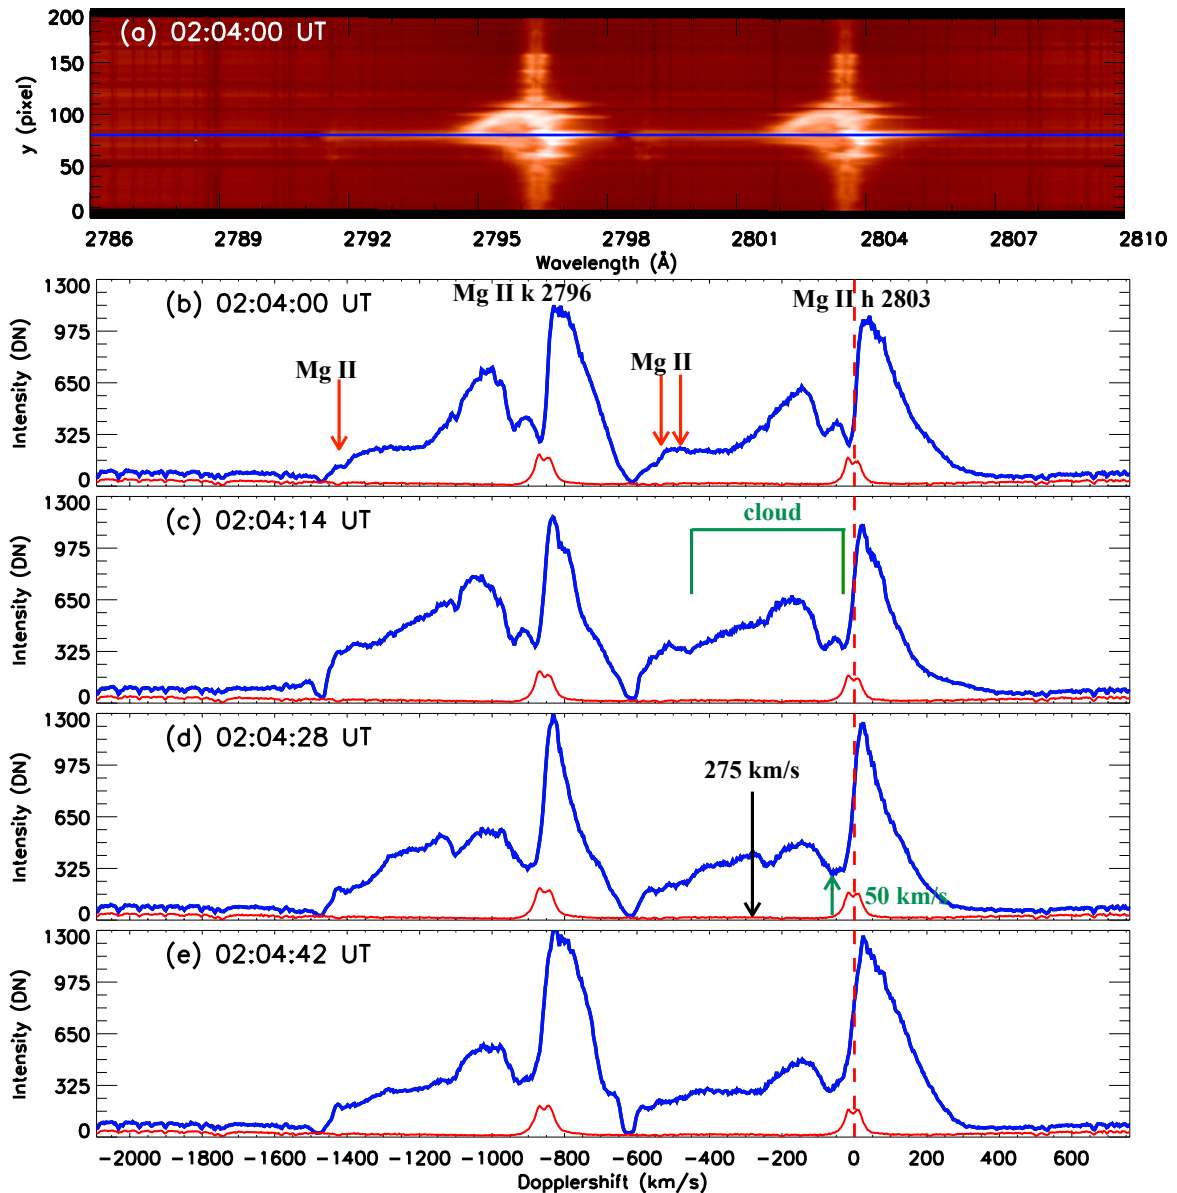 (a) 02:04:00 UT
200
150
100
50
0
y (pixel)
2786 2789 2792 2795 2798 2801 2804 2807 2810
Wavelength (Å)
(b) 02:04:00 UT
Mg II k 2796
Mg II h 2803
Mg II
Mg II
1300
975
650
325
0
Intensity (DN)
(c) 02:04:14 UT
cloud
1300
975
650
325
0
Intensity (DN)
(d) 02:04:28 UT
275 km/s
50 km/s
1300
975
650
325
0
Intensity (DN)
(e) 02:04:42 UT
1300
975
650
325
0
Intensity (DN)
-2000 -1800 -1600 -1400 -1200 -1000 -800 -600 -400 -200 0 200 400 600
Dopplershift (km/s)